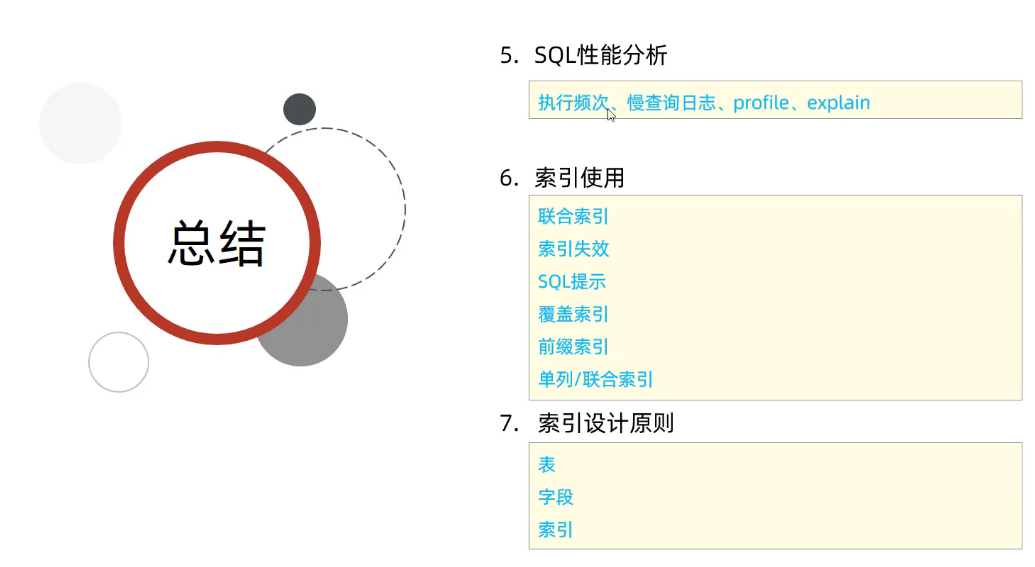 总结
5. SQL性能分析
执行频次、慢查询日志、profile、explain
6. 索引使用
联合索引
索引失效
SQL提示
覆盖索引
前缀索引
单列/联合索引
7. 索引设计原则
表
字段
索引